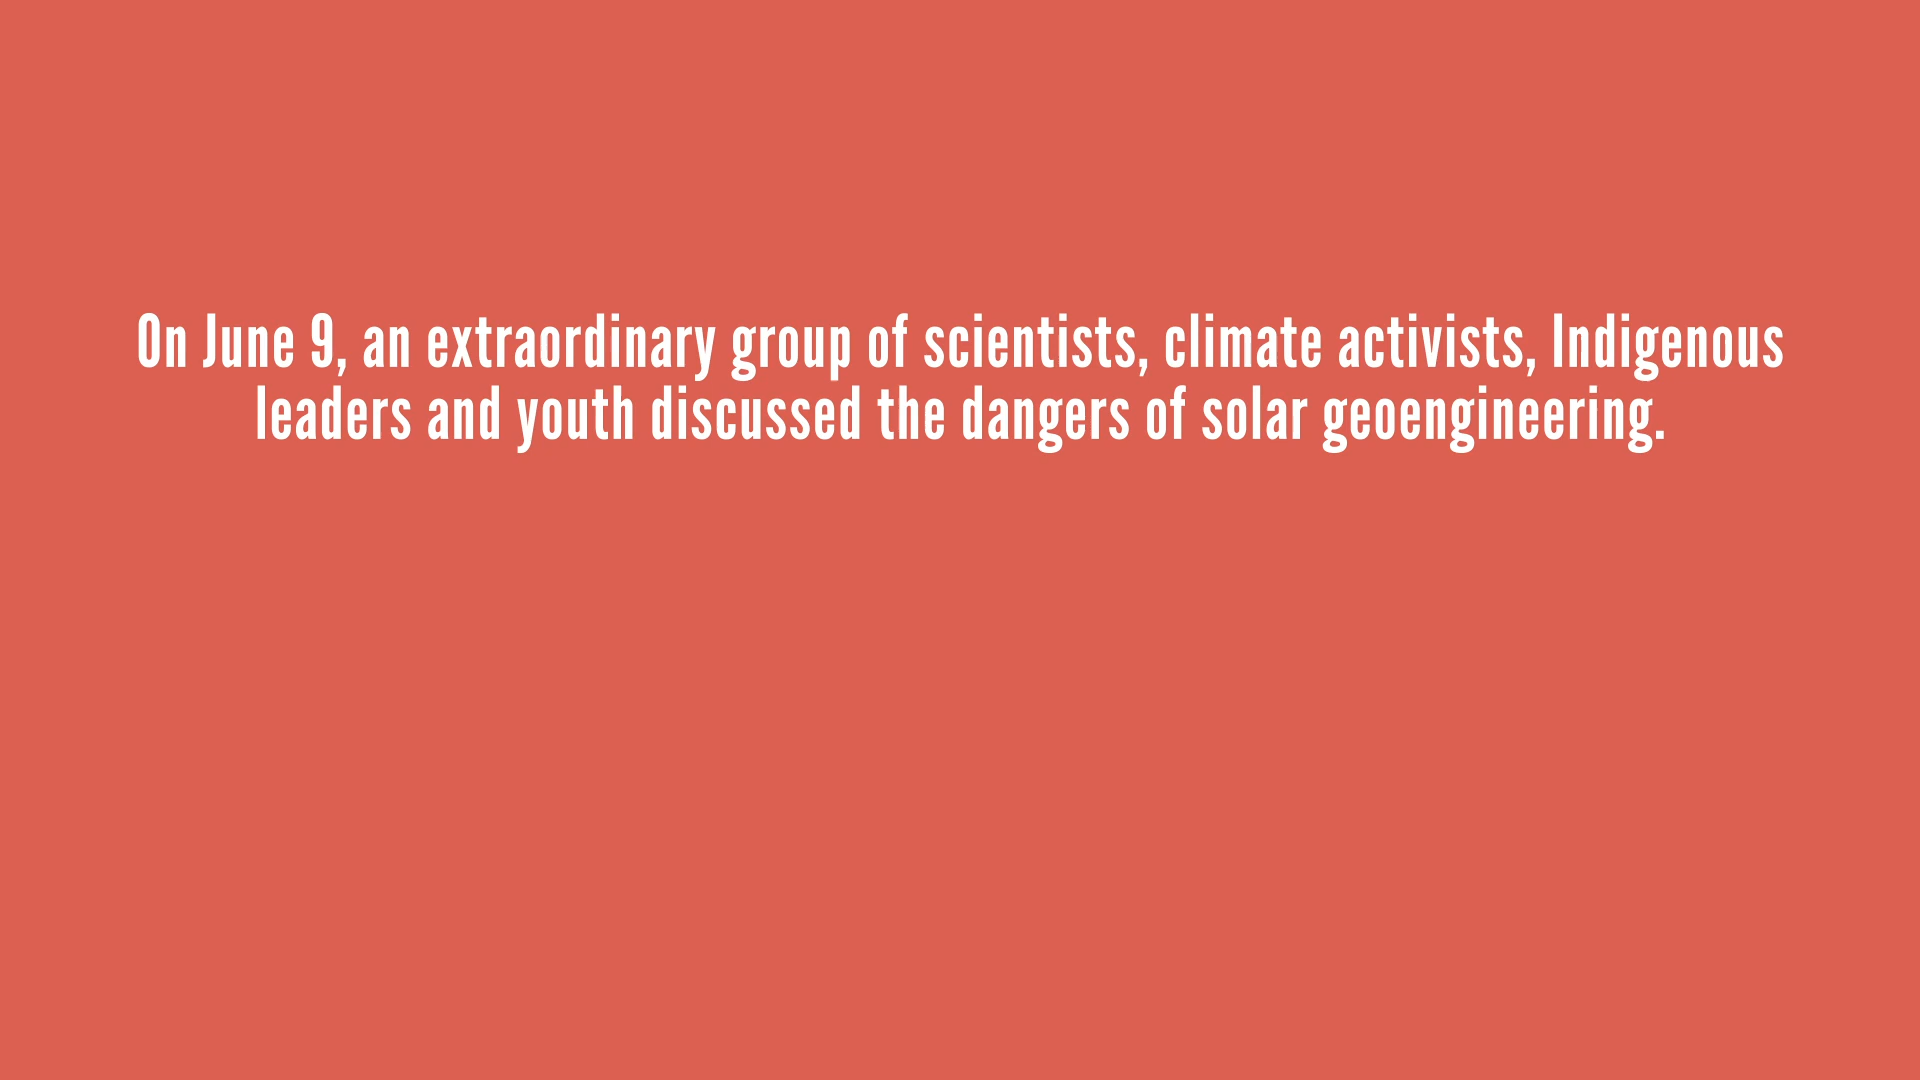 On June 9, an extraordinary group of scientists, climate activists, Indigenous
leaders and youth discussed the dangers of solar geoengineering.